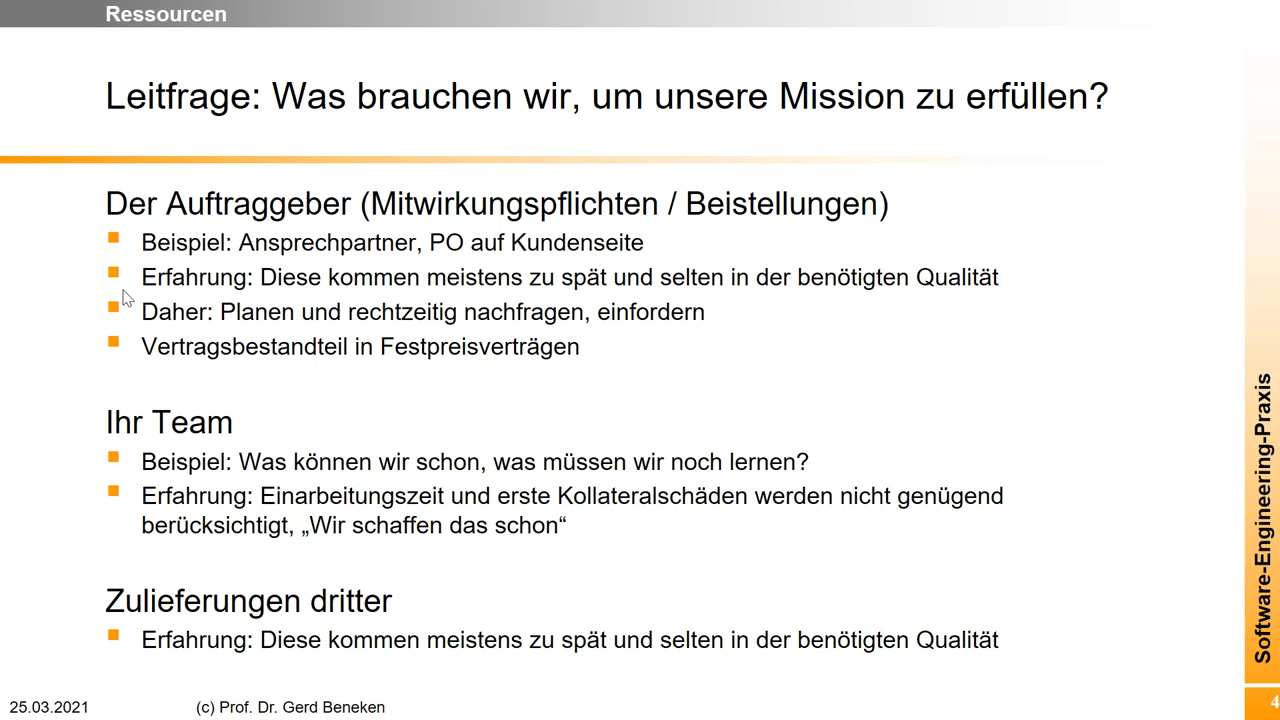 Ressourcen
Leitfrage: Was brauchen wir, um unsere Mission zu erfüllen?
Der Auftraggeber (Mitwirkungspflichten / Beistellungen)
Beispiel: Ansprechpartner, PO auf Kundenseite
Erfahrung: Diese kommen meistens zu spät und selten in der benötigten Qualität
Daher: Planen und rechtzeitig nachfragen, einfordern
Vertragsbestandteil in Festpreisverträgen
Ihr Team
Beispiel: Was können wir schon, was müssen wir noch lernen?
Erfahrung: Einarbeitungszeit und erste Kollateralschäden werden nicht genügend
berücksichtigt, „Wir schaffen das schon“
Zulieferungen dritter
Erfahrung: Diese kommen meistens zu spät und selten in der benötigten Qualität
Software-Engineering-Praxis
25.03.2021
(c) Prof. Dr. Gerd Beneken
4